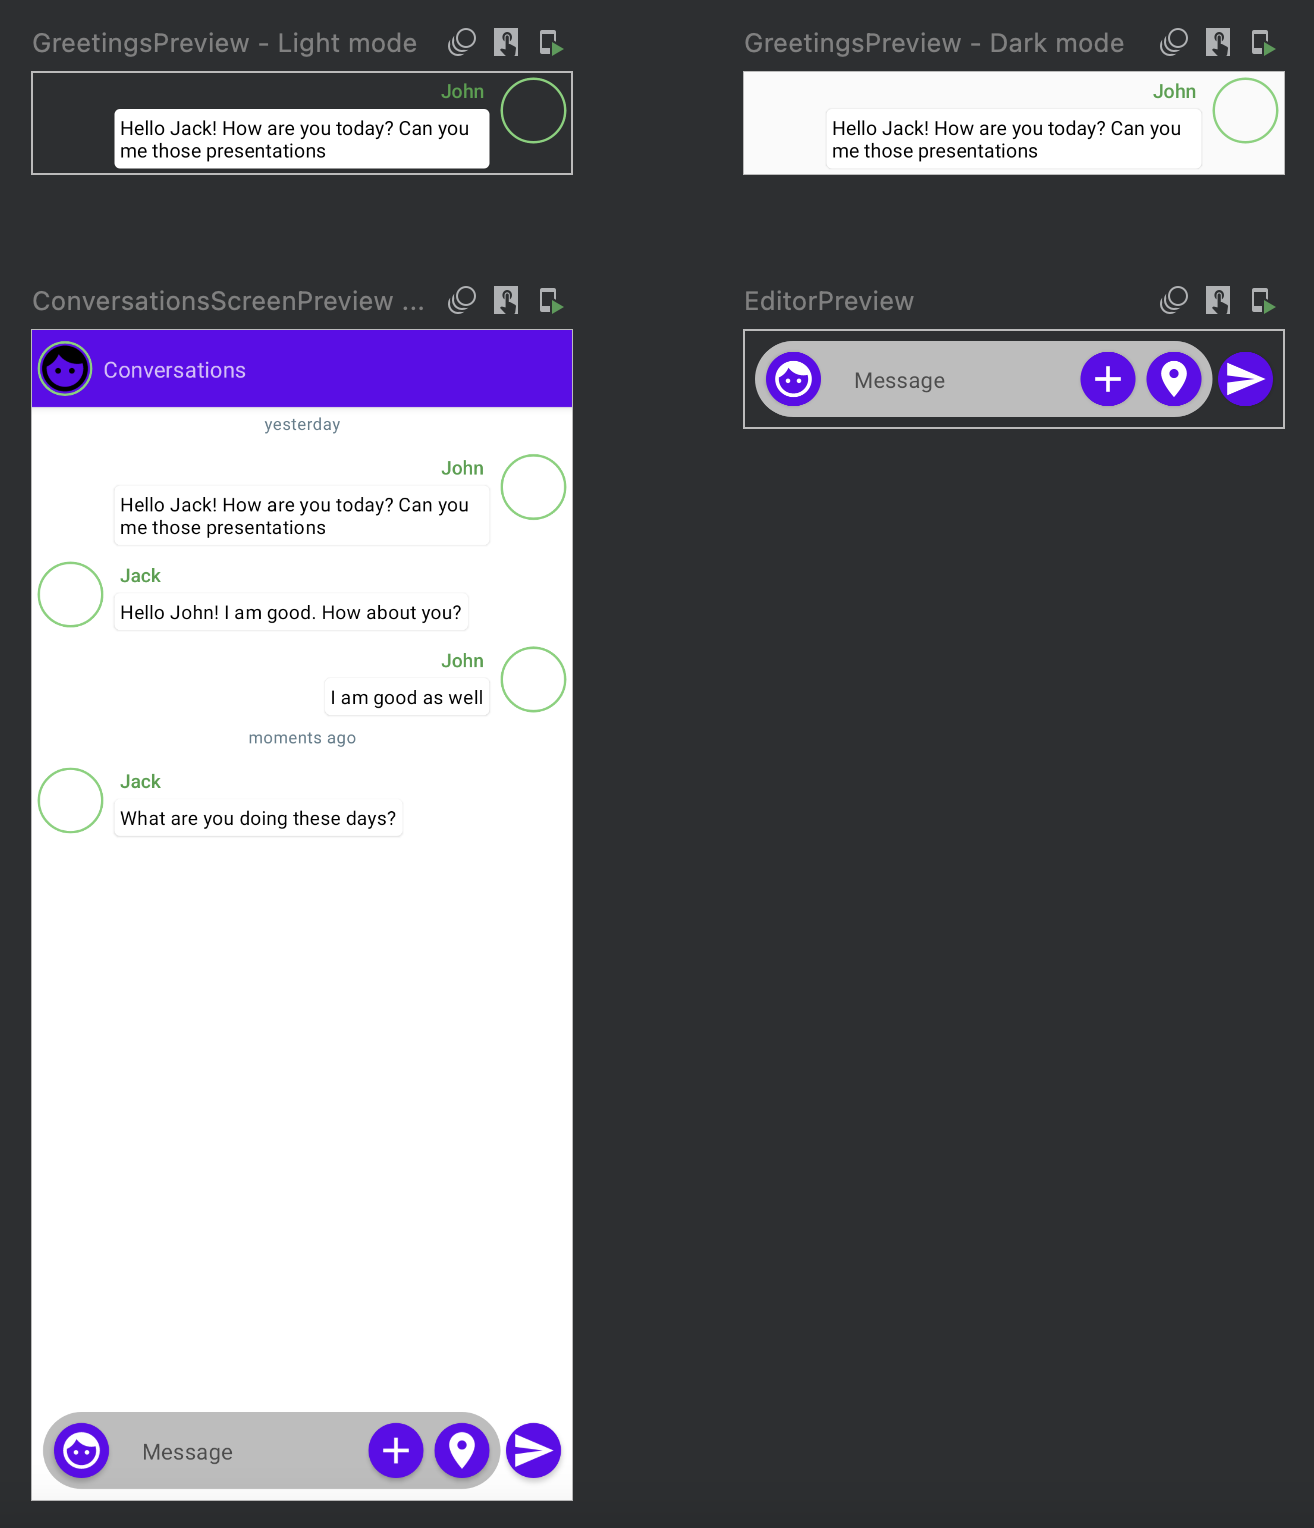 GreetingsPreview - Light mode
John
Hello Jack! How are you today? Can you
me those presentations
GreetingsPreview - Dark mode
John
Hello Jack! How are you today? Can you
me those presentations
ConversationsScreenPreview ...
Conversations
yesterday
John
Hello Jack! How are you today? Can you
me those presentations
Jack
Hello John! I am good. How about you?
John
I am good as well
moments ago
Jack
What are you doing these days?
Message
EditorPreview
Message